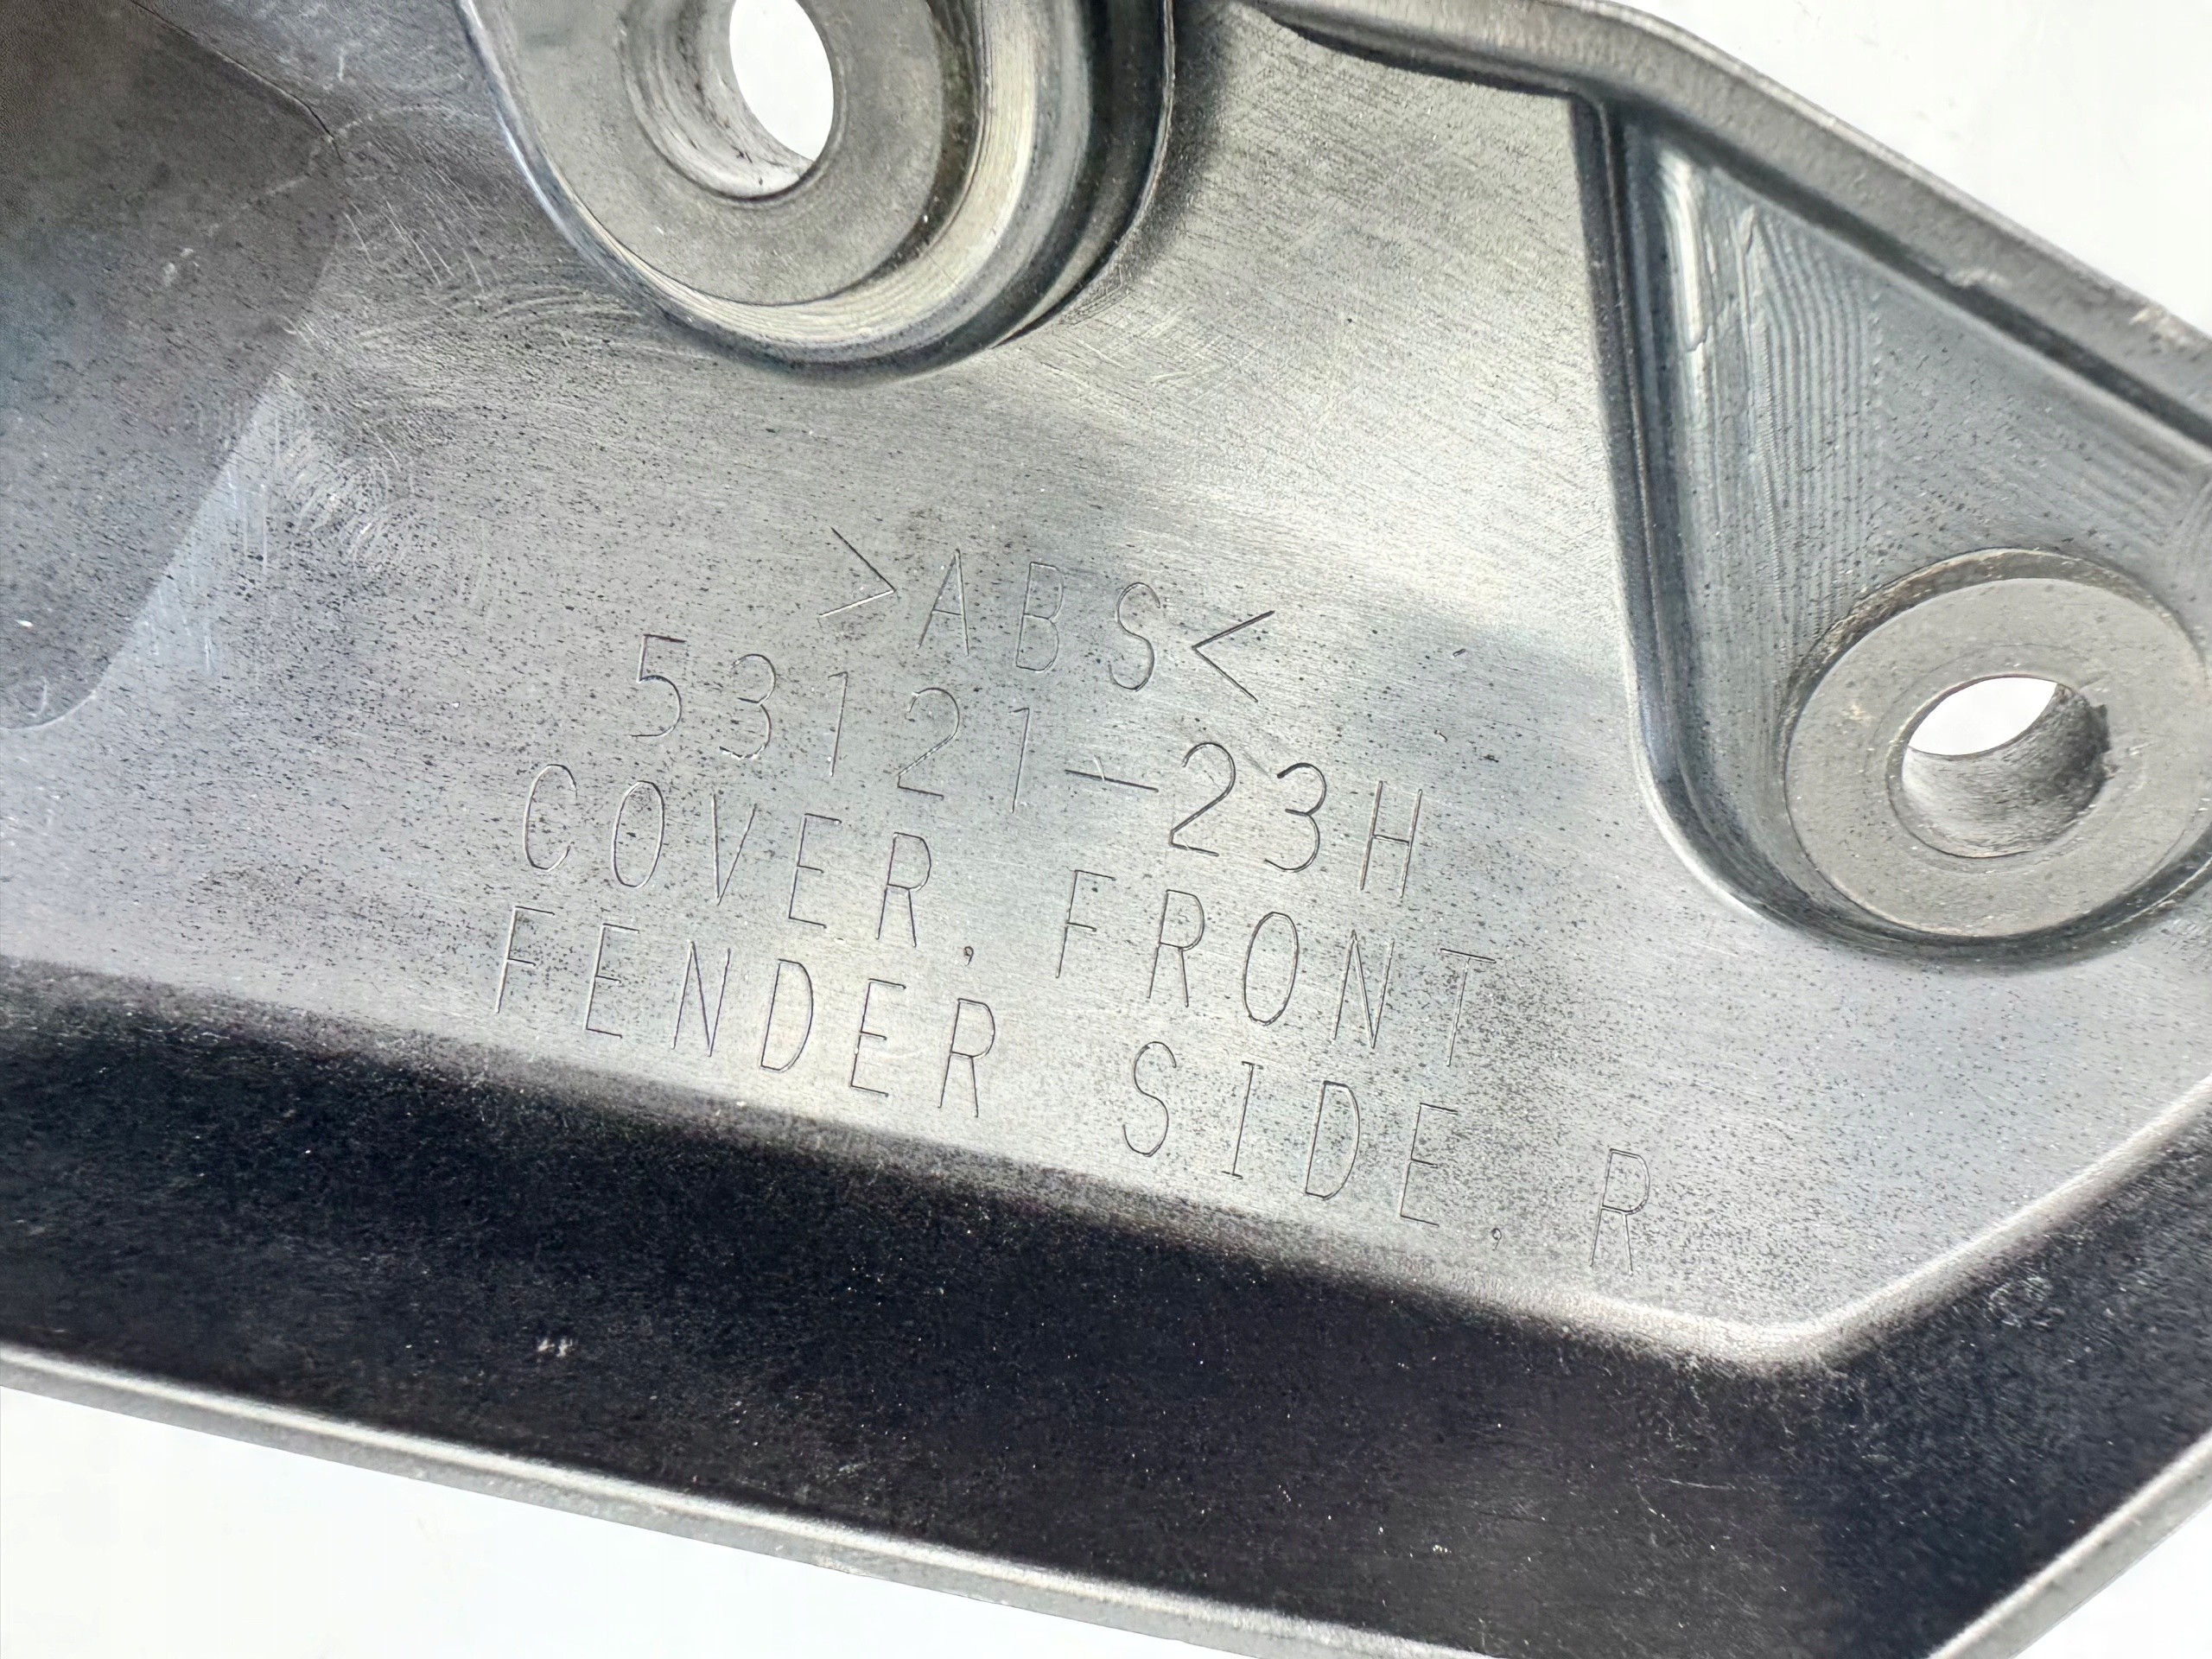 >ABS<
53121-23H
COVER, FRONT
FENDER SIDE, R